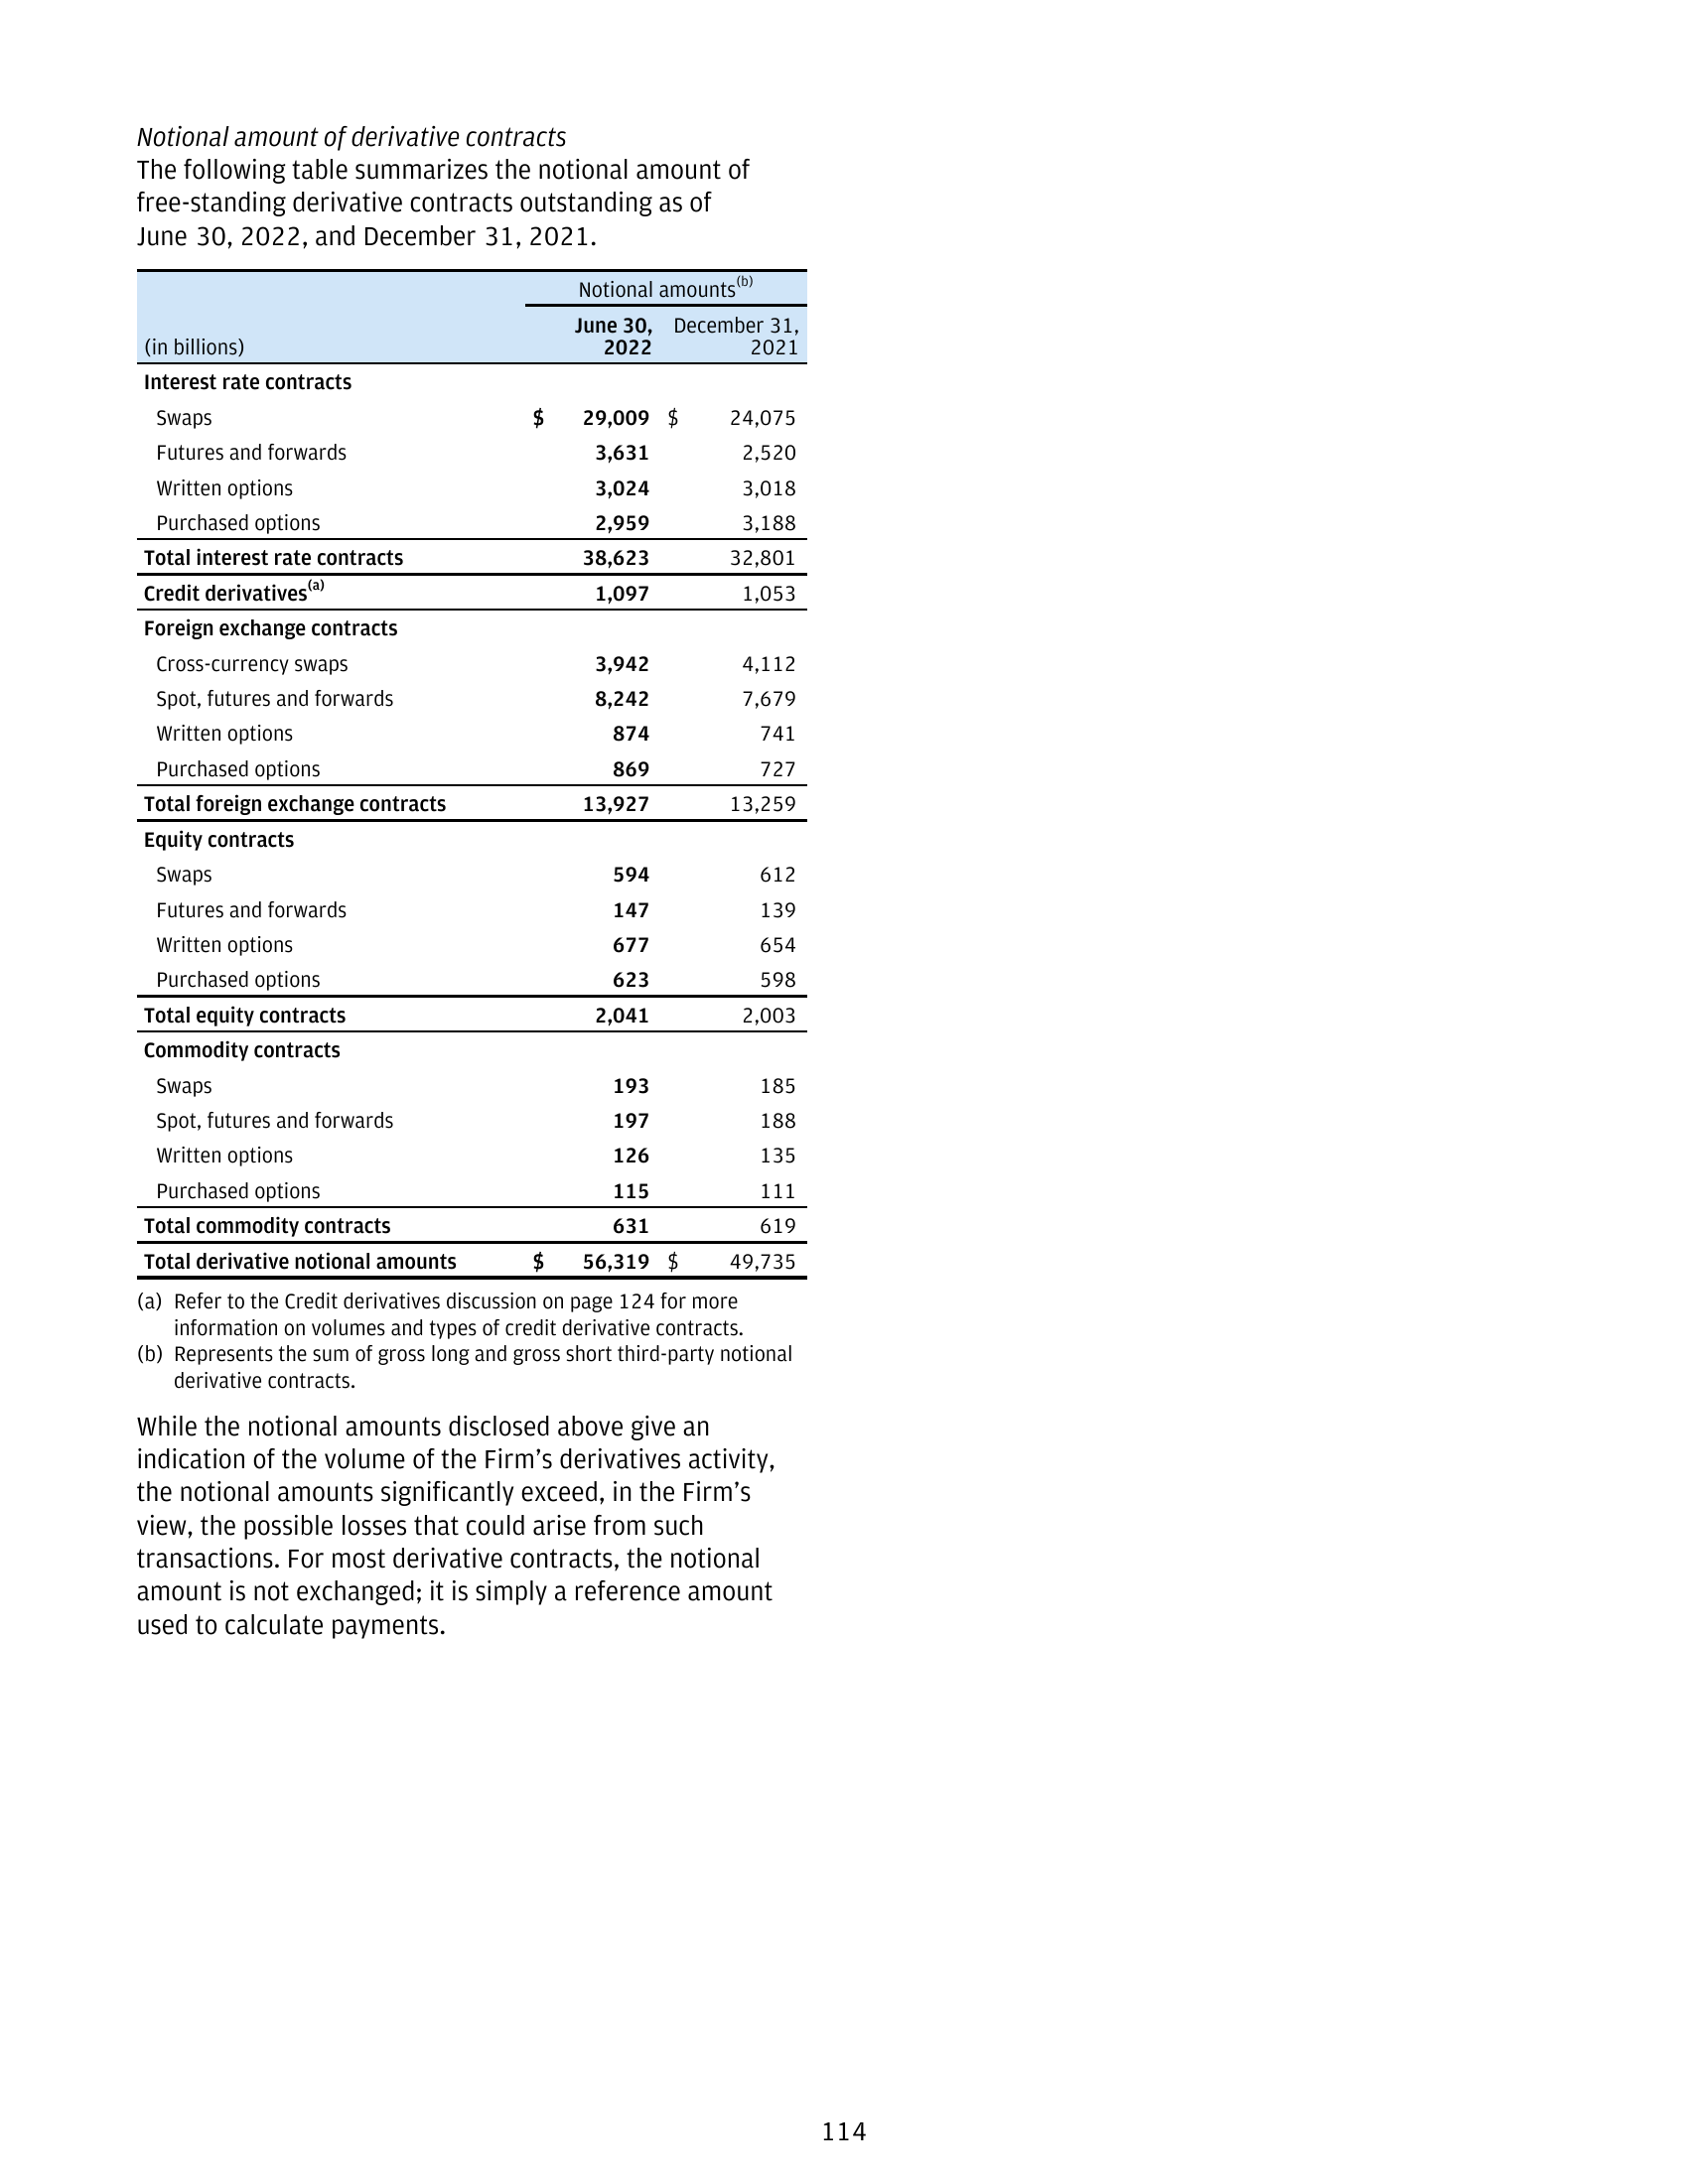 Notional amount of derivative contracts
The following table summarizes the notional amount of
free-standing derivative contracts outstanding as of
June 30, 2022, and December 31, 2021.
Notional amounts(b)
(in billions) June 30, 2022 December 31, 2021
Interest rate contracts
Swaps $ 29,009 $ 24,075
Futures and forwards 3,631 2,520
Written options 3,024 3,018
Purchased options 2,959 3,188
Total interest rate contracts 38,623 32,801
Credit derivatives(a) 1,097 1,053
Foreign exchange contracts
Cross-currency swaps 3,942 4,112
Spot, futures and forwards 8,242 7,679
Written options 874 741
Purchased options 869 727
Total foreign exchange contracts 13,927 13,259
Equity contracts
Swaps 594 612
Futures and forwards 147 139
Written options 677 654
Purchased options 623 598
Total equity contracts 2,041 2,003
Commodity contracts
Swaps 193 185
Spot, futures and forwards 197 188
Written options 126 135
Purchased options 115 111
Total commodity contracts 631 619
Total derivative notional amounts $ 56,319 $ 49,735
(a) Refer to the Credit derivatives discussion on page 124 for more
information on volumes and types of credit derivative contracts.
(b) Represents the sum of gross long and gross short third-party notional
derivative contracts.
While the notional amounts disclosed above give an
indication of the volume of the Firm’s derivatives activity,
the notional amounts significantly exceed, in the Firm’s
view, the possible losses that could arise from such
transactions. For most derivative contracts, the notional
amount is not exchanged; it is simply a reference amount
used to calculate payments.
114